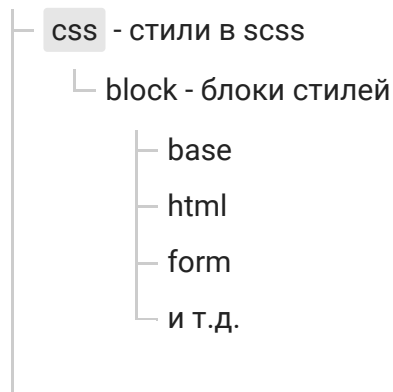 css - стили в scss
block - блоки стилей
base
html
form
и т.д.